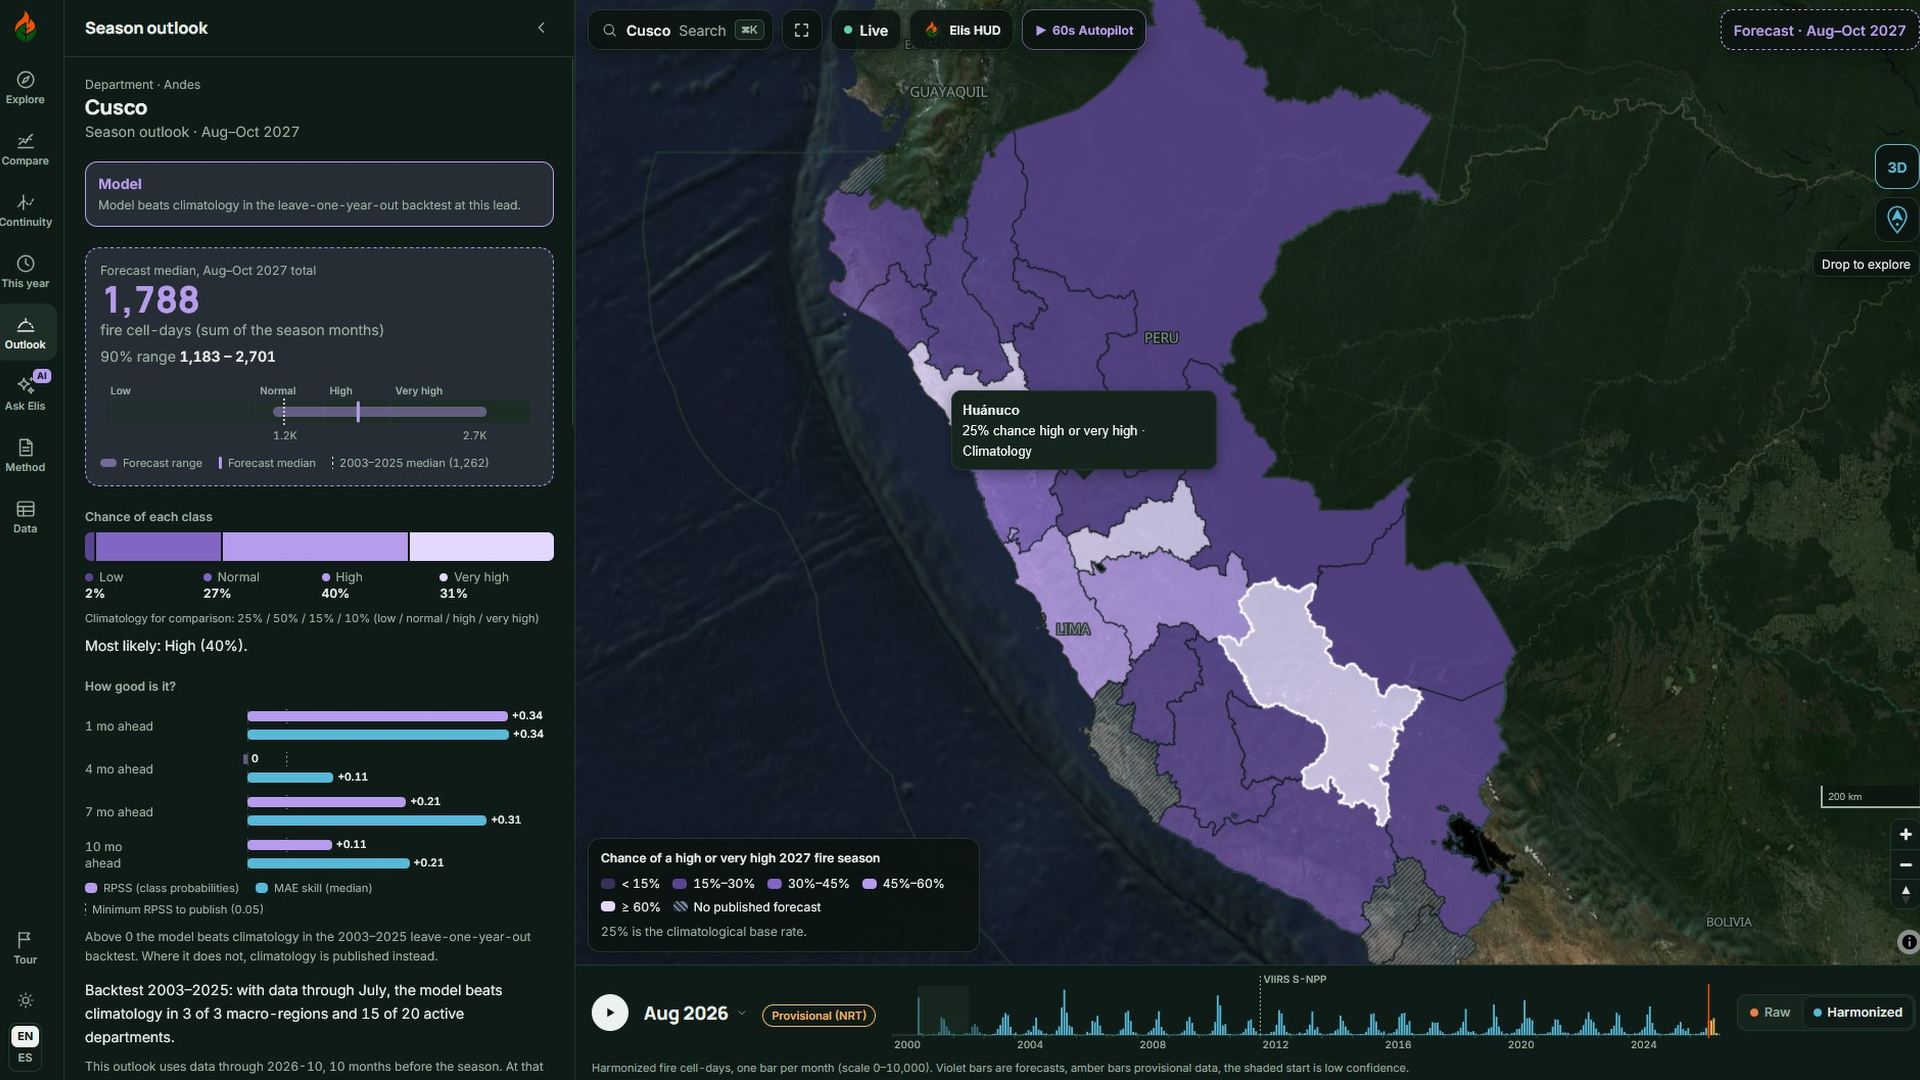 Season outlook
Department · Andes
Cusco
Season outlook · Aug–Oct 2027
Model
Model beats climatology in the leave-one-year-out backtest at this lead.
Forecast median, Aug–Oct 2027 total
1,788
fire cell-days (sum of the season months)
90% range 1,183 – 2,701
Low Normal High Very high
1.2K 2.7K
Forecast range Forecast median 2003–2025 median (1,262)
Chance of each class
Low Normal High Very high
2% 27% 40% 31%
Climatology for comparison: 25% / 50% / 15% / 10% (low / normal / high / very high)
Most likely: High (40%).
How good is it?
1 mo ahead +0.34
+0.34
4 mo ahead 0
+0.11
7 mo ahead +0.21
+0.31
10 mo ahead +0.11
+0.21
RPSS (class probabilities) MAE skill (median)
Minimum RPSS to publish (0.05)
Above 0 the model beats climatology in the 2003–2025 leave-one-year-out
backtest. Where it does not, climatology is published instead.
Backtest 2003–2025: with data through July, the model beats
climatology in 3 of 3 macro-regions and 15 of 20 active
departments.
This outlook uses data through 2026-10, 10 months before the season. At that
Explore
Compare
Continuity
This year
Outlook
AI
Ask Elis
Method
Data
Tour
EN
ES
Cusco Search ⌘K
Live
Elis HUD
60s Autopilot
Forecast · Aug–Oct 2027
GUAYAQUIL
PERU
LIMA
BOLIVIA
Huánuco
25% chance high or very high ·
Climatology
3D
Drop to explore
200 km
Chance of a high or very high 2027 fire season
< 15% 15%–30% 30%–45% 45%–60%
≥ 60% No published forecast
25% is the climatological base rate.
VIIRS S-NPP
Aug 2026 Provisional (NRT)
Raw Harmonized
2000 2004 2008 2012 2016 2020 2024
Harmonized fire cell-days, one bar per month (scale 0–10,000). Violet bars are forecasts, amber bars provisional data, the shaded start is low confidence.